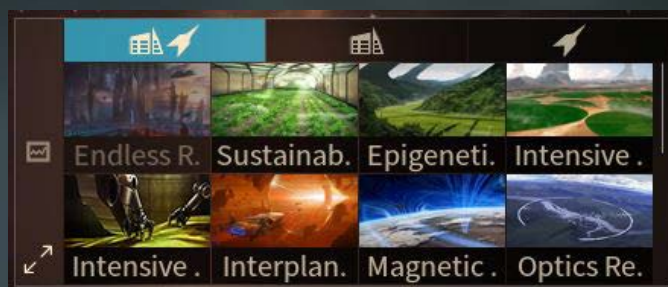 Endless R. Sustainab. Epigeneti. Intensive .
Intensive . Interplan. Magnetic . Optics Re.